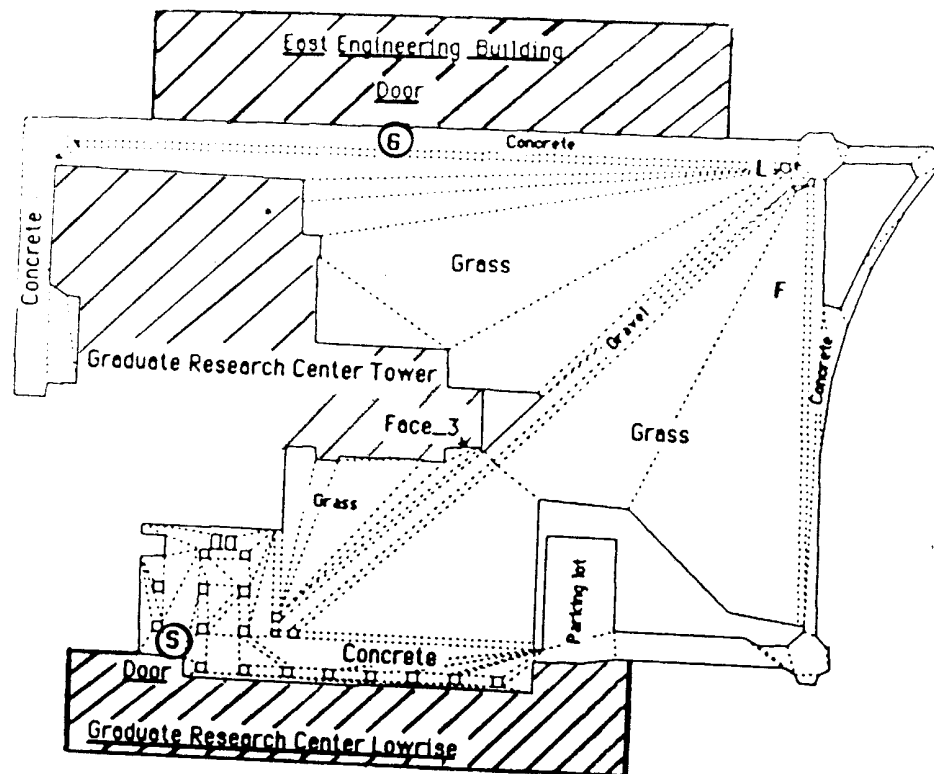 East Engineering Building
Door
G
Concrete
L
Concrete
Grass
F
Gravel
Graduate Research Center Tower
Concrete
Face_3
Grass
Grass
Parking lot
S
Concrete
Door
Graduate Research Center Lowrise